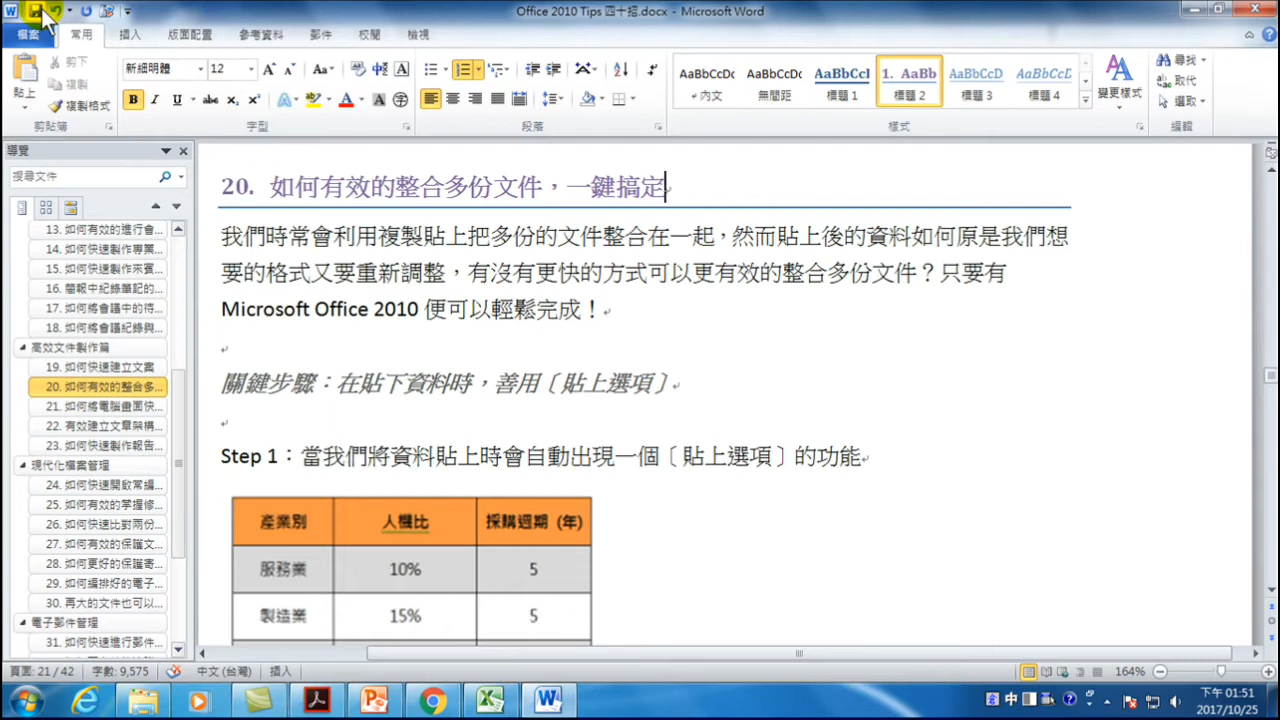 Office 2010 Tips 四十招.docx - Microsoft Word
檔案 常用 插入 版面配置 參考資料 郵件 校閱 檢視
貼上 剪下 複製 複製格式
新細明體 12
AaBbCcDc AaBbCcDc AaBbCcI 1. AaBb AaBbCcD AaBbCcD
內文 無間距 標題 1 標題 2 標題 3 標題 4
變更樣式
尋找 取代 選取
剪貼簿 字型 段落 樣式 編輯
導覽
搜尋文件
13. 如何有效的進行會...
14. 如何快速製作專業...
15. 如何快速製作來賓...
16. 簡報中紀錄筆記的...
17. 如何將會議中的待...
18. 如何將會議紀錄與...
高效文件製作篇
19. 如何快速建立文案
20. 如何有效的整合多...
21. 如何將電腦畫面快...
22. 有效建立文章架構...
23. 如何快速製作報告...
現代化檔案管理
24. 如何快速開啟常編...
25. 如何有效的掌握修...
26. 如何快速比對兩份...
27. 如何有效的保護文...
28. 如何更好的保護寄...
29. 如何編排好的電子...
30. 再大的文件也可以...
電子郵件管理
31. 如何快速進行郵件...
20. 如何有效的整合多份文件，一鍵搞定
我們時常會利用複製貼上把多份的文件整合在一起，然而貼上後的資料如何原是我們想
要的格式又要重新調整，有沒有更快的方式可以更有效的整合多份文件？只要有
Microsoft Office 2010 便可以輕鬆完成！
關鍵步驟：在貼下資料時，善用〔貼上選項〕
Step 1：當我們將資料貼上時會自動出現一個〔貼上選項〕的功能
產業別 人機比 採購週期 (年)
服務業 10% 5
製造業 15% 5
頁面: 21 / 42 字數: 9,575 中文 (台灣) 插入 164%
中
下午 01:51
2017/10/25